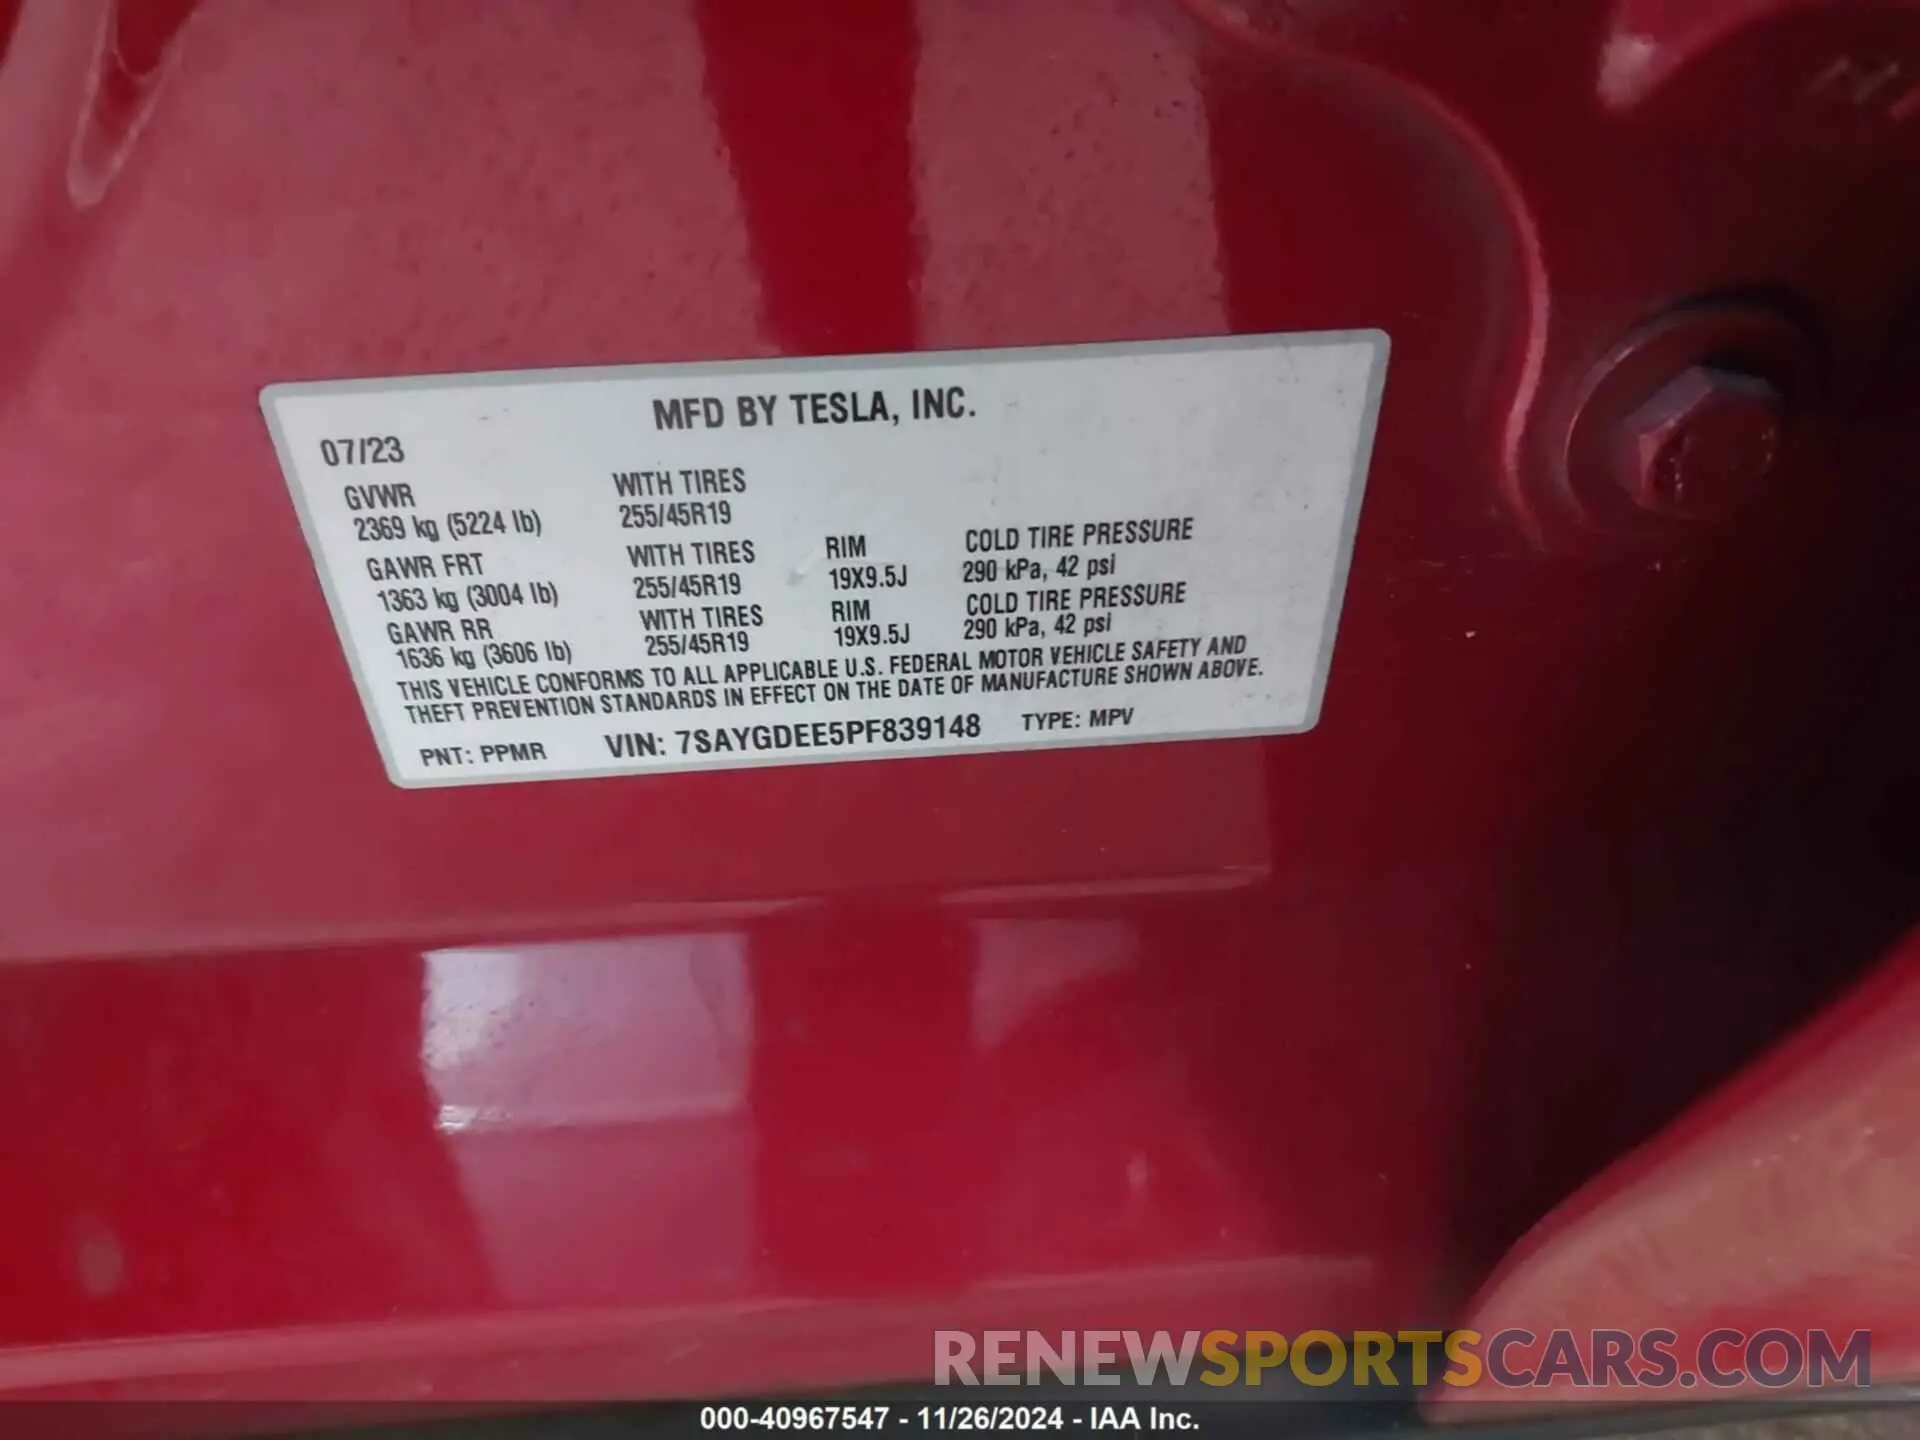 MFD BY TESLA, INC.
07/23
GVWR WITH TIRES
2369 kg (5224 lb) 255/45R19
GAWR FRT WITH TIRES RIM COLD TIRE PRESSURE
1363 kg (3004 lb) 255/45R19 19X9.5J 290 kPa, 42 psi
GAWR RR WITH TIRES RIM COLD TIRE PRESSURE
1636 kg (3606 lb) 255/45R19 19X9.5J 290 kPa, 42 psi
THIS VEHICLE CONFORMS TO ALL APPLICABLE U.S. FEDERAL MOTOR VEHICLE SAFETY AND
THEFT PREVENTION STANDARDS IN EFFECT ON THE DATE OF MANUFACTURE SHOWN ABOVE.
PNT: PPMR VIN: 7SAYGDEE5PF839148 TYPE: MPV
RENEWSPORTSCARS.COM
000-40967547 - 11/26/2024 - IAA Inc.